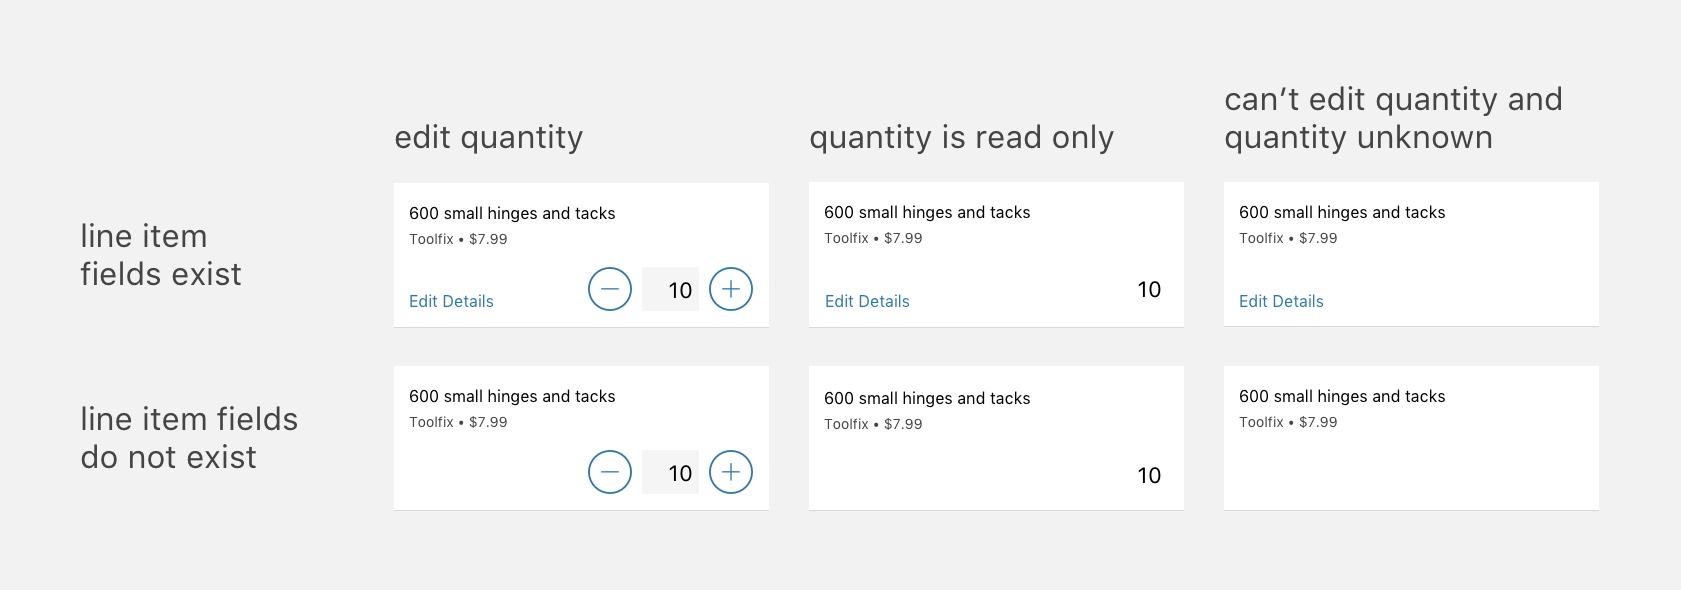 can’t edit quantity and
edit quantity
quantity is read only
quantity unknown
line item
fields exist
600 small hinges and tacks
Toolfix • $7.99
Edit Details
10
600 small hinges and tacks
Toolfix • $7.99
Edit Details
10
600 small hinges and tacks
Toolfix • $7.99
Edit Details
line item fields
do not exist
600 small hinges and tacks
Toolfix • $7.99
10
600 small hinges and tacks
Toolfix • $7.99
10
600 small hinges and tacks
Toolfix • $7.99